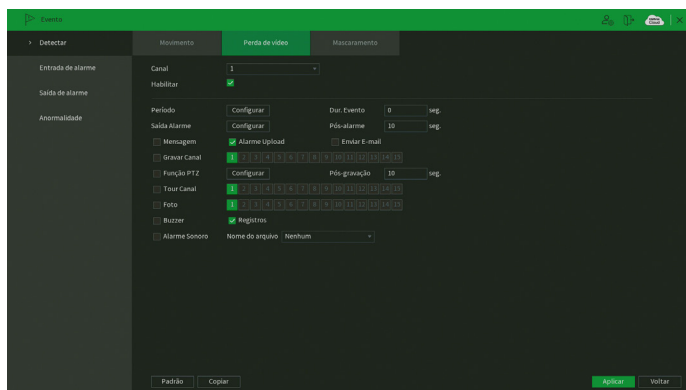 Evento
Cloud
Detectar
Movimento Perda de vídeo Mascaramento
Entrada de alarme
Saída de alarme
Anormalidade
Canal 1
Habilitar
Período Configurar Dur. Evento 0 seg.
Saída Alarme Configurar Pós-alarme 10 seg.
Mensagem Alarme Upload Enviar E-mail
Gravar Canal 1 2 3 4 5 6 7 8 9 10 11 12 13 14 15
Função PTZ Configurar Pós-gravação 10 seg.
Tour Canal 1 2 3 4 5 6 7 8 9 10 11 12 13 14 15
Foto 1 2 3 4 5 6 7 8 9 10 11 12 13 14 15
Buzzer Registros
Alarme Sonoro Nome do arquivo Nenhum
Padrão Copiar Aplicar Voltar